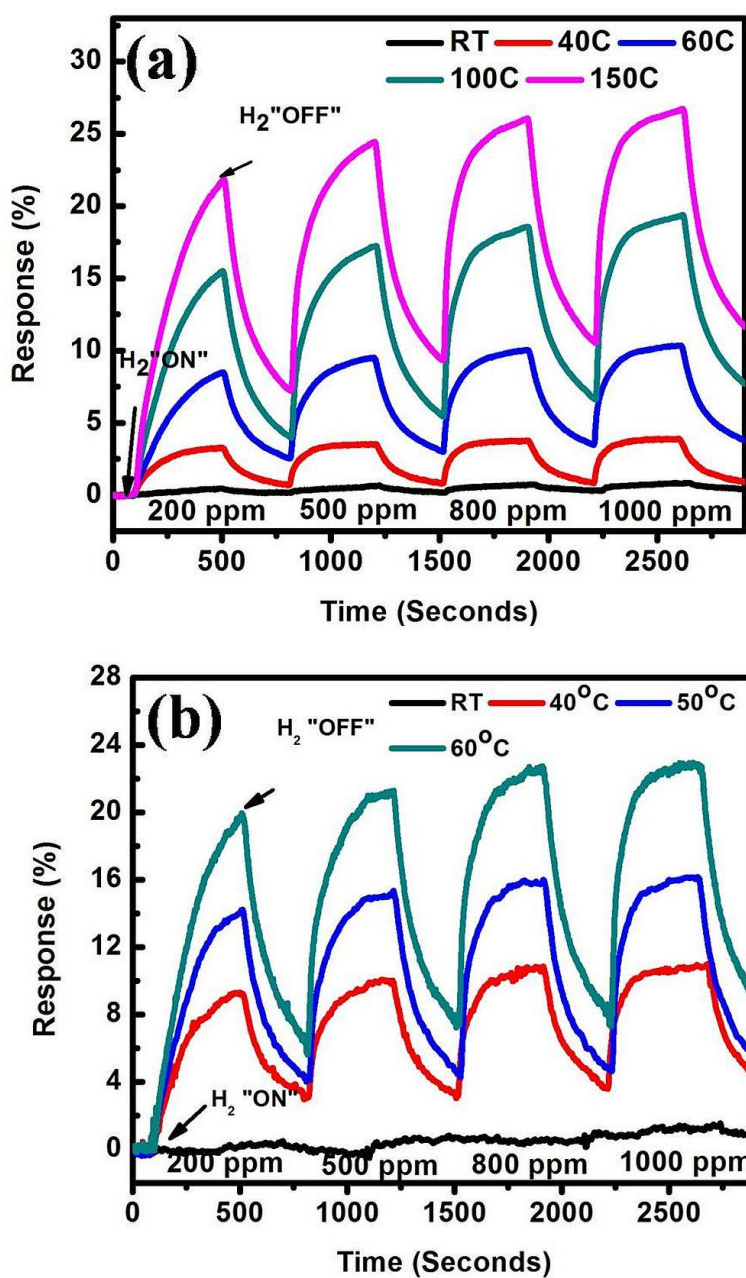 (a)
RT 40C 60C
100C 150C
H2"OFF"
H2"ON"
Response (%)
30
25
20
15
10
5
0
200 ppm 500 ppm 800 ppm 1000 ppm
0 500 1000 1500 2000 2500
Time (Seconds)
(b)
RT 40°C 50°C
60°C
H2 "OFF"
H2 "ON"
Response (%)
28
24
20
16
12
8
4
0
200 ppm 500 ppm 800 ppm 1000 ppm
0 500 1000 1500 2000 2500
Time (Seconds)